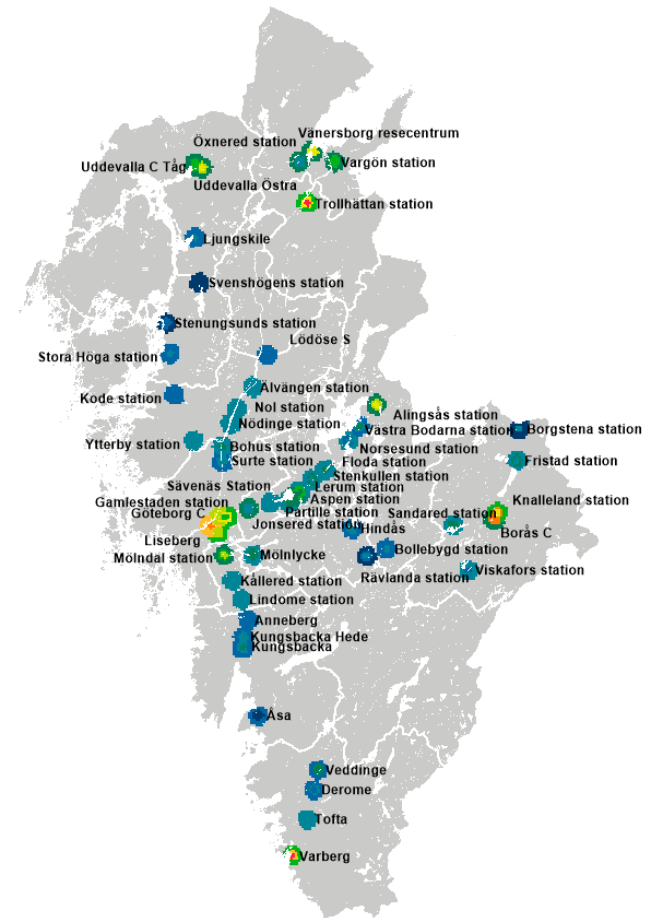 Vänersborg resecentrum
Öxnered station
Uddevalla C Tåg
Vargön station
Uddevalla Östra
Trollhättan station
Ljungskile
Svenshögens station
Stenungsunds station
Lödöse S
Stora Höga station
Älvängen station
Kode station
Nol station
Alingsås station
Nödinge station
Västra Bodarna station
Borgstena station
Ytterby station
Bohus station
Norsesund station
Surte station
Floda station
Fristad station
Stenkullen station
Sävenäs Station
Lerum station
Gamlestaden station
Aspen station
Knalleland station
Göteborg C
Partille station
Sandared station
Jonsered station
Hindås
Borås C
Liseberg
Mölndal station
Mölnlycke
Bollebygd station
Viskafors station
Rävlanda station
Kållered station
Lindome station
Anneberg
Kungsbacka Hede
Kungsbacka
Åsa
Veddinge
Derome
Tofta
Varberg